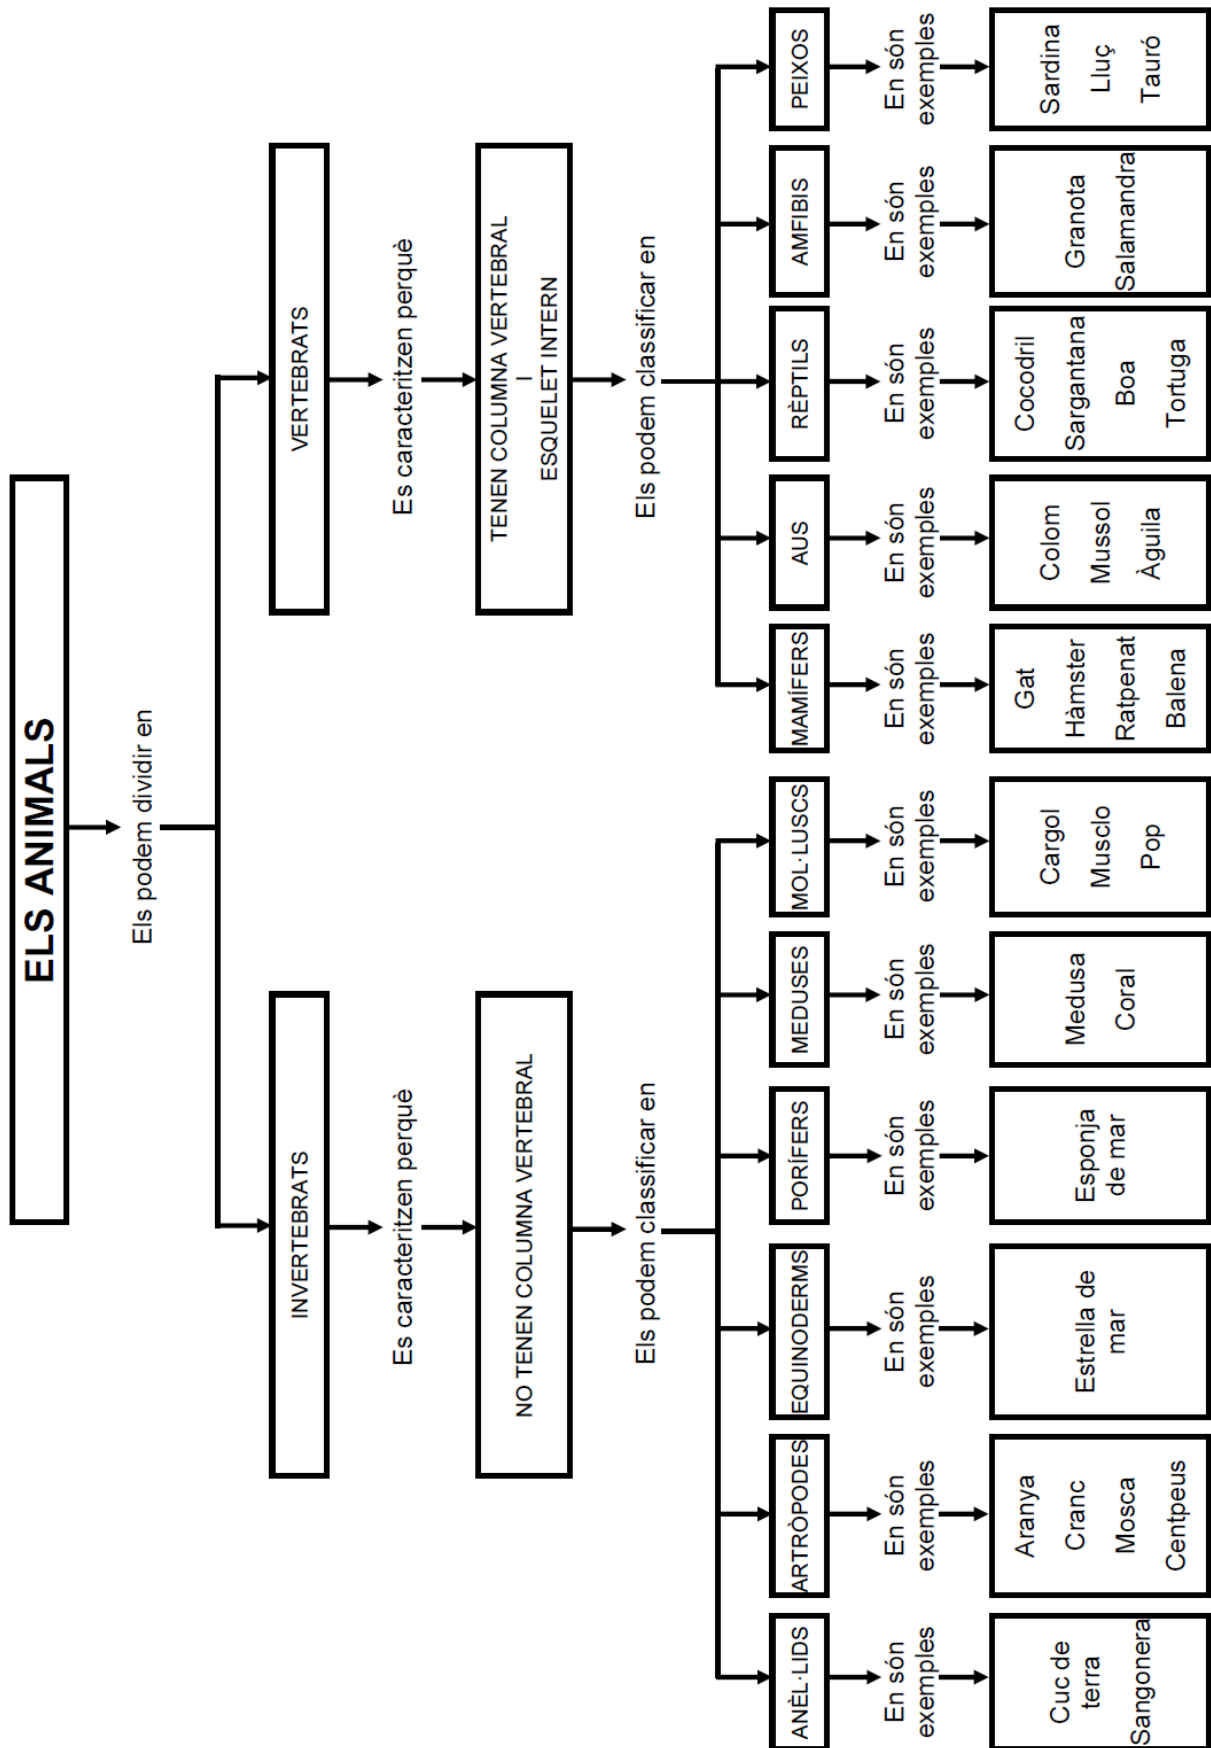 ELS ANIMALS
Els podem dividir en
INVERTEBRATS
VERTEBRATS
Es caracteritzen perquè
Es caracteritzen perquè
NO TENEN COLUMNA VERTEBRAL
TENEN COLUMNA VERTEBRAL
I
ESQUELET INTERN
Els podem classificar en
Els podem classificar en
ANÈL·LIDS
ARTRÒPODES
EQUINODERMS
PORÍFERS
MEDUSES
MOL·LUSCS
MAMÍFERS
AUS
RÈPTILS
AMFIBIS
PEIXOS
En són
exemples
En són
exemples
En són
exemples
En són
exemples
En són
exemples
En són
exemples
En són
exemples
En són
exemples
En són
exemples
En són
exemples
En són
exemples
Cuc de
terra
Sangonera
Aranya
Cranc
Mosca
Centpeus
Estrella de
mar
Esponja
de mar
Medusa
Coral
Cargol
Musclo
Pop
Gat
Hàmster
Ratpenat
Balena
Colom
Mussol
Àguila
Cocodril
Sargantana
Boa
Tortuga
Granota
Salamandra
Sardina
Lluç
Tauró